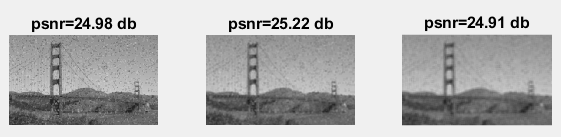 psnr=24.98 db
psnr=25.22 db
psnr=24.91 db